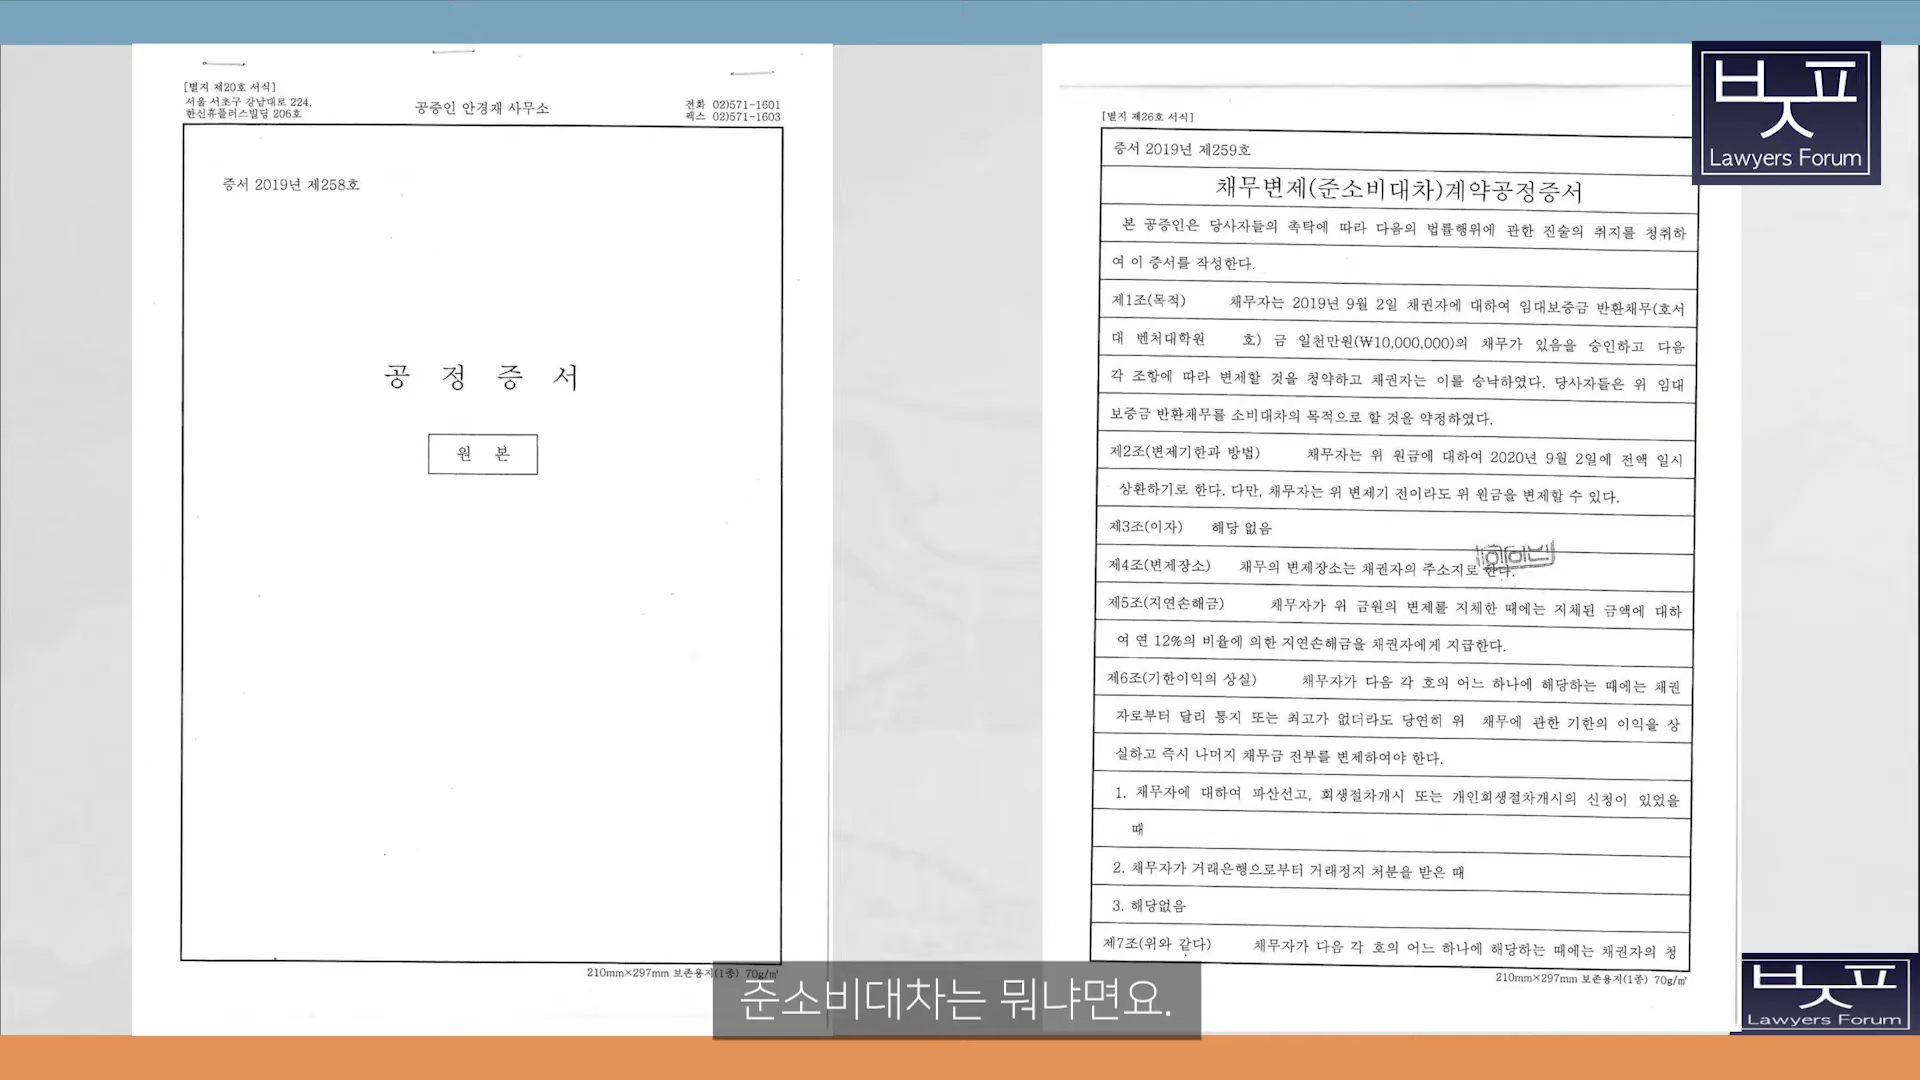 [별지 제20호 서식]
서울 서초구 강남대로 224,
한신휴플러스빌딩 206호
공증인 안경재 사무소
전화 02)571-1601
팩스 02)571-1603
증서 2019년 제258호
공 정 증 서
원 본
210mm×297mm 보존용지(1종) 70g/㎡
[별지 제26호 서식]
증서 2019년 제259호
채무변제(준소비대차)계약공정증서
본 공증인은 당사자들의 촉탁에 따라 다음의 법률행위에 관한 진술의 취지를 청취하
여 이 증서를 작성한다.
제1조(목적) 채무자는 2019년 9월 2일 채권자에 대하여 임대보증금 반환채무(호서
대 벤처대학원 호) 금 일천만원(₩10,000,000)의 채무가 있음을 승인하고 다음
각 조항에 따라 변제할 것을 청약하고 채권자는 이를 승낙하였다. 당사자들은 위 임대
보증금 반환채무를 소비대차의 목적으로 할 것을 약정하였다.
제2조(변제기한과 방법) 채무자는 위 원금에 대하여 2020년 9월 2일에 전액 일시
상환하기로 한다. 다만, 채무자는 위 변제기 전이라도 위 원금을 변제할 수 있다.
제3조(이자) 해당 없음
제4조(변제장소) 채무의 변제장소는 채권자의 주소지로 한다.
제5조(지연손해금) 채무자가 위 금원의 변제를 지체한 때에는 지체된 금액에 대하
여 연 12%의 비율에 의한 지연손해금을 채권자에게 지급한다.
제6조(기한이익의 상실) 채무자가 다음 각 호의 어느 하나에 해당하는 때에는 채권
자로부터 달리 통지 또는 최고가 없더라도 당연히 위 채무에 관한 기한의 이익을 상
실하고 즉시 나머지 채무금 전부를 변제하여야 한다.
1. 채무자에 대하여 파산선고, 회생절차개시 또는 개인회생절차개시의 신청이 있었을
때
2. 채무자가 거래은행으로부터 거래정지 처분을 받은 때
3. 해당없음
제7조(위와 같다) 채무자가 다음 각 호의 어느 하나에 해당하는 때에는 채권자의 청
210mm×297mm 보존용지(1종) 70g/㎡
Lawyers Forum
Lawyers Forum
준소비대차는 뭐냐면요.